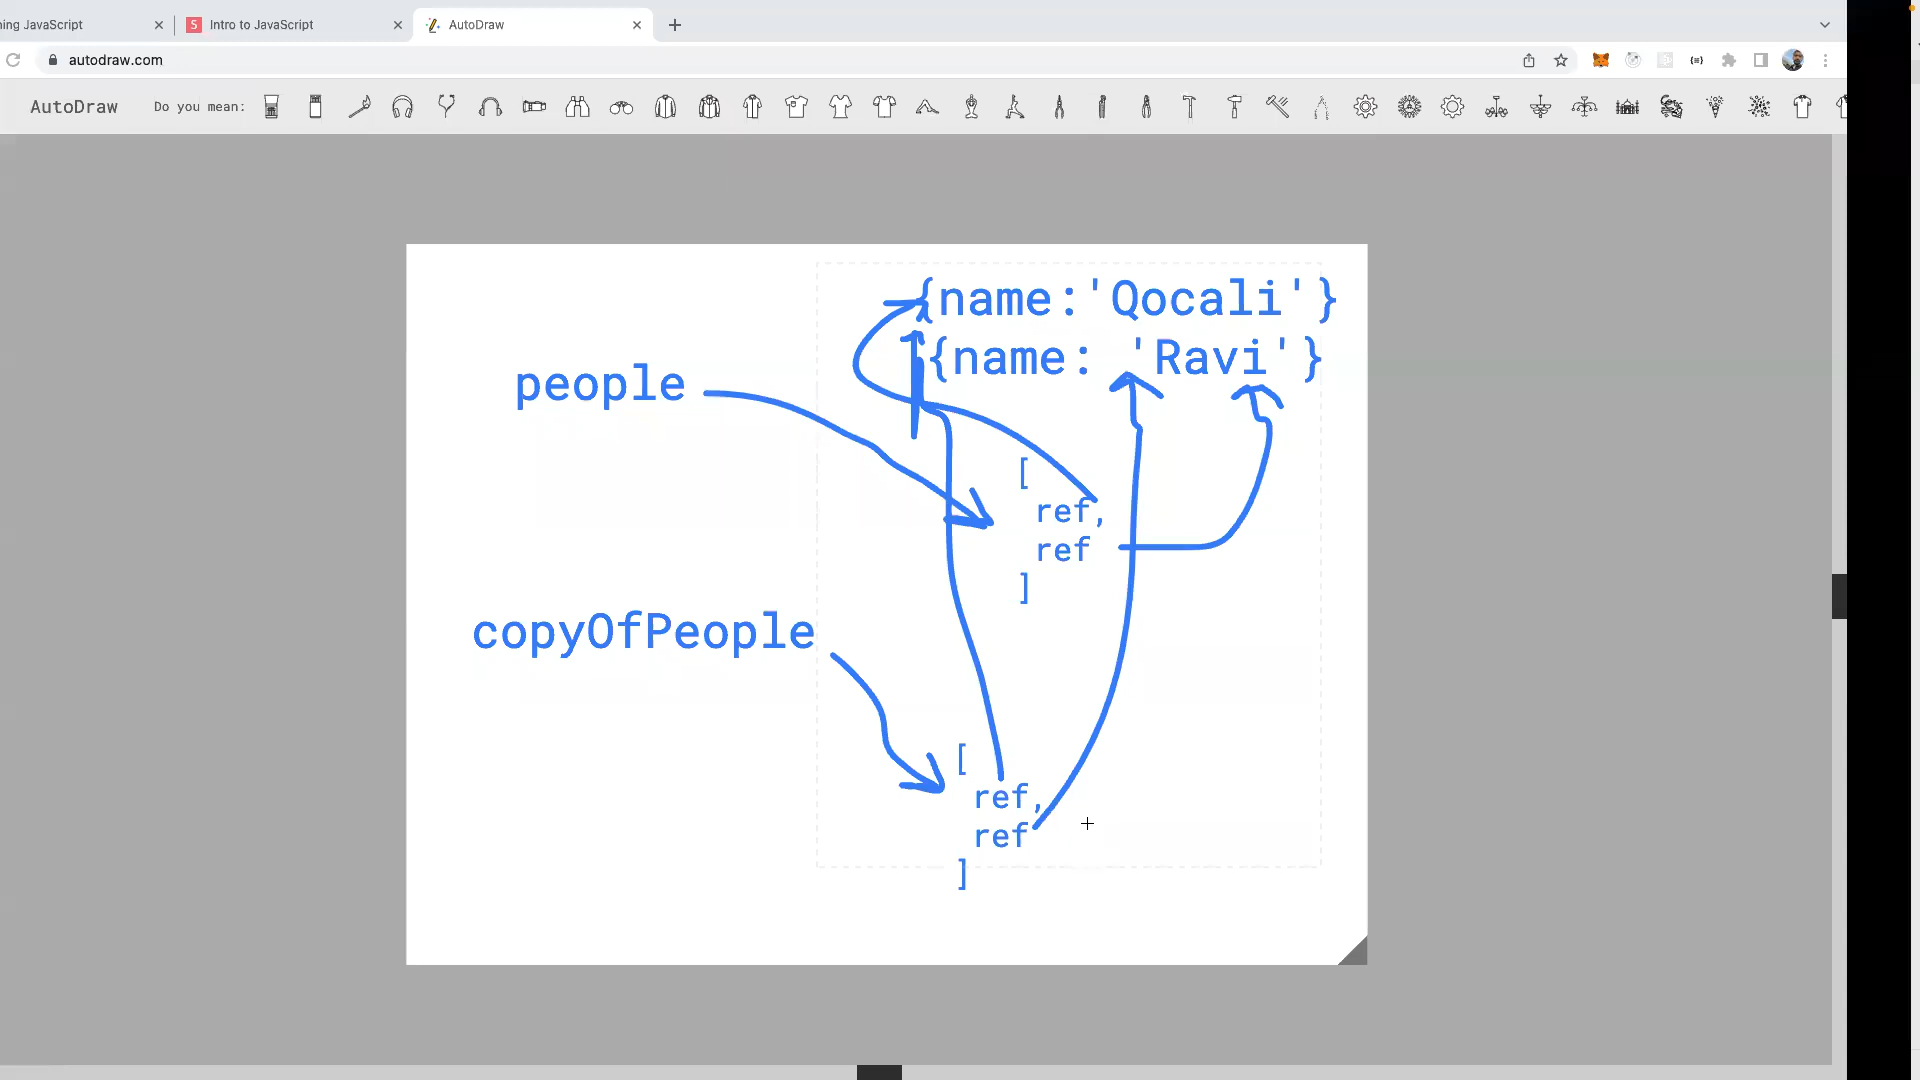 ning JavaScript
S Intro to JavaScript
AutoDraw
autodraw.com
AutoDraw
Do you mean:
{name:'Qocali'}
{name: 'Ravi'}
people
[
ref,
ref
]
copyOfPeople
[
ref,
ref
]